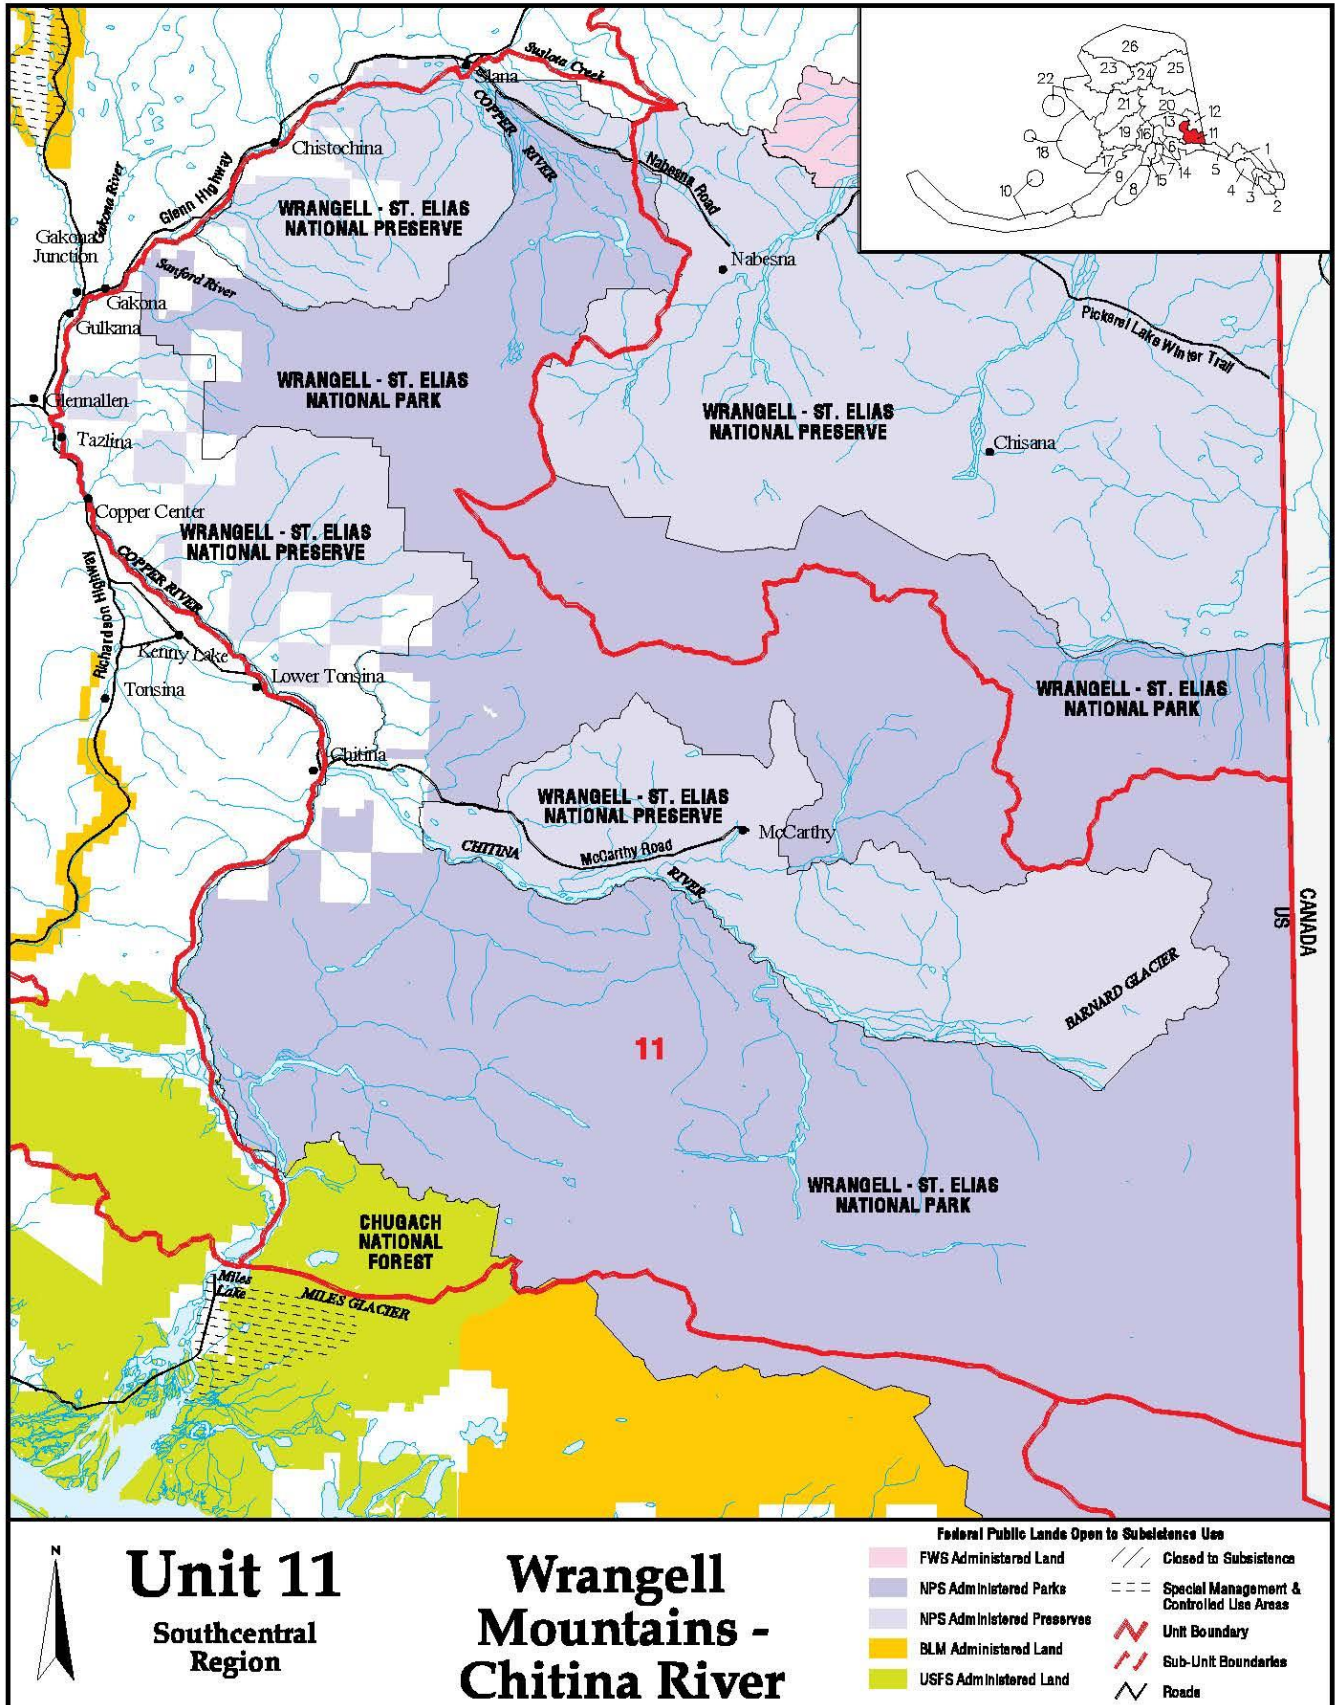 Slana
Suslota Creek
COPPER
RIVER
Chistochina
Nabesna Road
Glenn Highway
Gakona River
WRANGELL - ST. ELIAS
NATIONAL PRESERVE
Gakona
Junction
Sanford River
Nabesna
Gakona
Gulkana
Pickerel Lake Winter Trail
WRANGELL - ST. ELIAS
NATIONAL PARK
Glennallen
WRANGELL - ST. ELIAS
NATIONAL PRESERVE
Tazlina
Chisana
Copper Center
WRANGELL - ST. ELIAS
NATIONAL PRESERVE
COPPER RIVER
Richardson Highway
Kenny Lake
Lower Tonsina
Tonsina
WRANGELL - ST. ELIAS
NATIONAL PARK
Chitina
WRANGELL - ST. ELIAS
NATIONAL PRESERVE
McCarthy
CHITINA
McCarthy Road
RIVER
CANADA
US
BARNARD GLACIER
11
WRANGELL - ST. ELIAS
NATIONAL PARK
CHUGACH
NATIONAL
FOREST
Miles
Lake
MILES GLACIER
26
23
24
25
22
21
20
12
13
19
16
11
18
6
1
17
9
7
14
5
15
10
8
4
3
2
N
Unit 11
Southcentral
Region
Wrangell
Mountains -
Chitina River
Federal Public Lands Open to Subsistence Use
FWS Administered Land
NPS Administered Parks
NPS Administered Preserves
BLM Administered Land
USFS Administered Land
Closed to Subsistence
Special Management &
Controlled Use Areas
Unit Boundary
Sub-Unit Boundaries
Roads